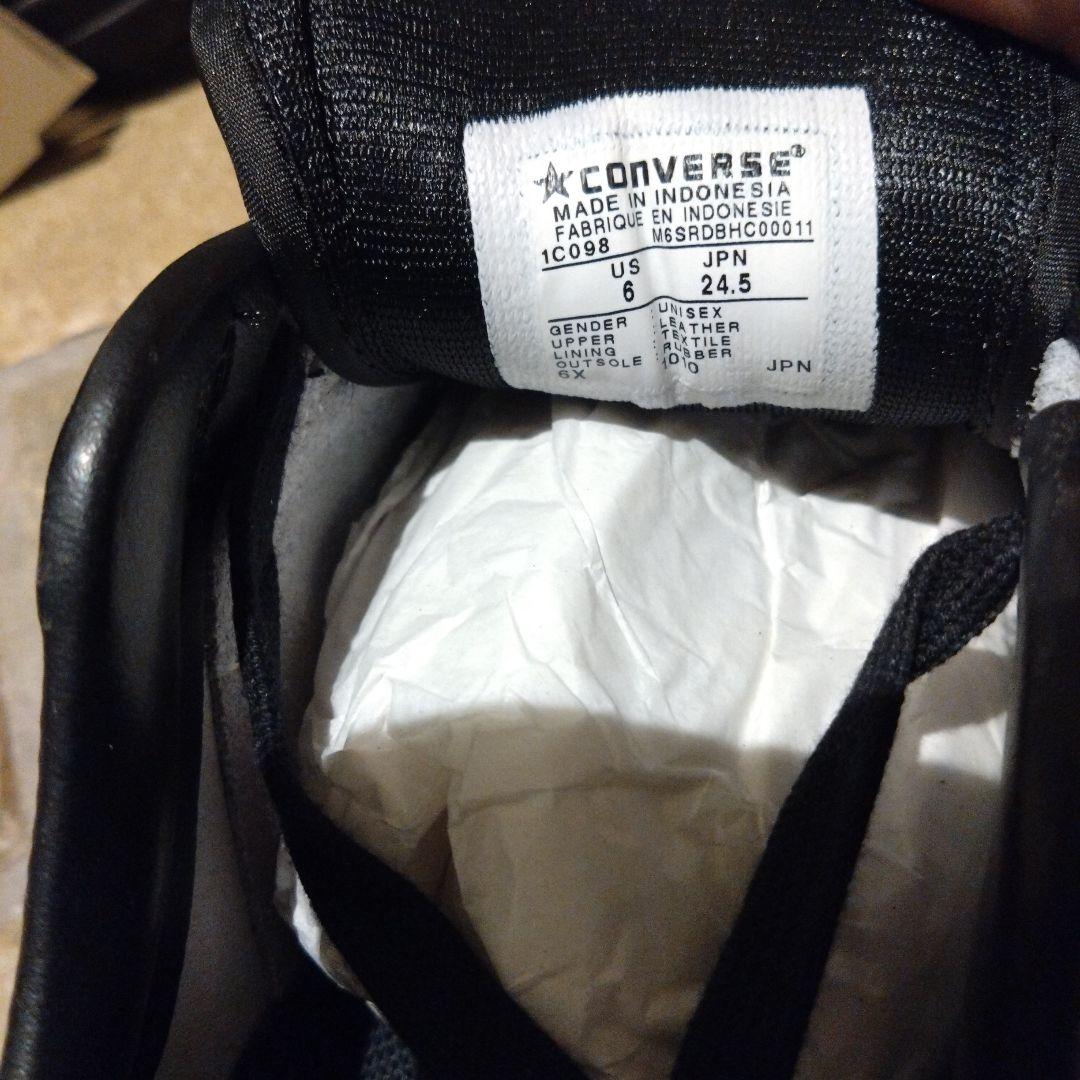 CONVERSE®
MADE IN INDONESIA
FABRIQUE EN INDONESIE
1C098 M6SRDBHC00011
US JPN
6 24.5
GENDER UNISEX
UPPER LEATHER
LINING TEXTILE
OUTSOLE RUBBER
6X JPN